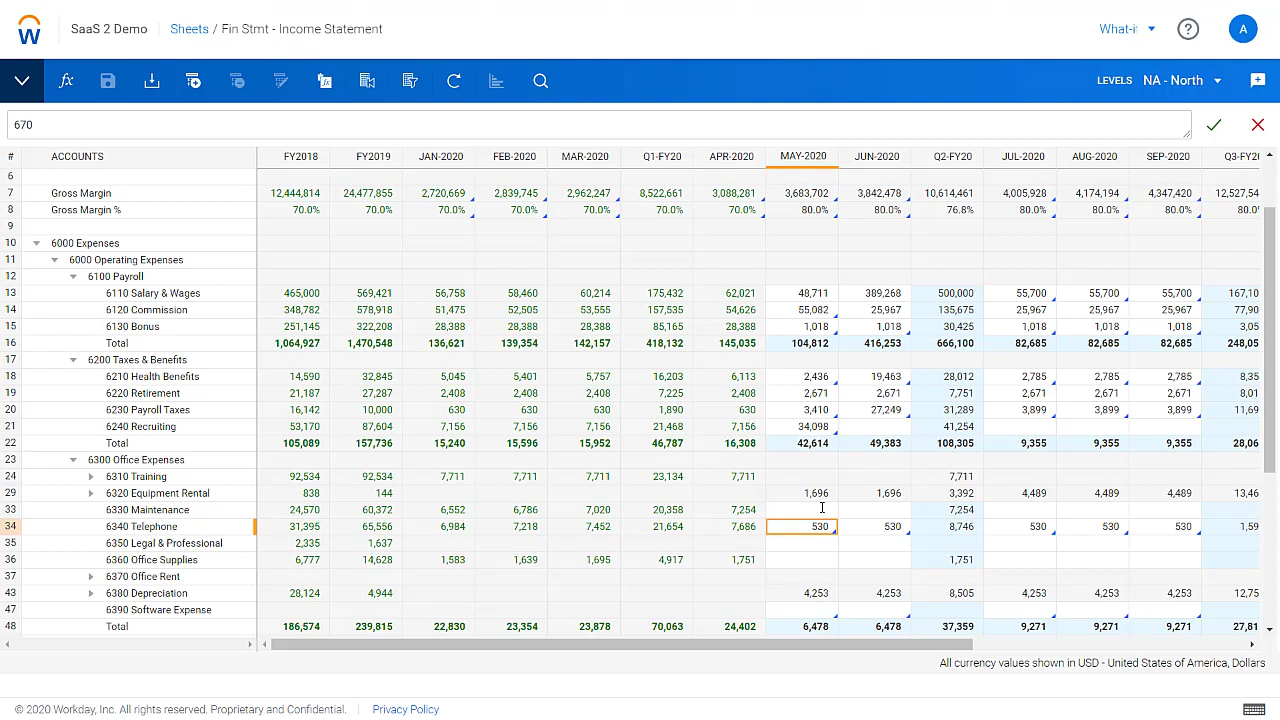 W SaaS 2 Demo Sheets / Fin Stmt - Income Statement What-if ? A
fx LEVELS NA - North
670
# ACCOUNTS FY2018 FY2019 JAN-2020 FEB-2020 MAR-2020 Q1-FY20 APR-2020 MAY-2020 JUN-2020 Q2-FY20 JUL-2020 AUG-2020 SEP-2020 Q3-FY20
6
7 Gross Margin 12,444,814 24,477,855 2,720,669 2,839,745 2,962,247 8,522,661 3,088,281 3,683,702 3,842,478 10,614,461 4,005,928 4,174,194 4,347,420 12,527,54
8 Gross Margin % 70.0% 70.0% 70.0% 70.0% 70.0% 70.0% 70.0% 80.0% 80.0% 76.8% 80.0% 80.0% 80.0% 80.0%
9
10 6000 Expenses
11 6000 Operating Expenses
12 6100 Payroll
13 6110 Salary & Wages 465,000 569,421 56,758 58,460 60,214 175,432 62,021 48,711 389,268 500,000 55,700 55,700 55,700 167,10
14 6120 Commission 348,782 578,918 51,475 52,505 53,555 157,535 54,626 55,082 25,967 135,675 25,967 25,967 25,967 77,90
15 6130 Bonus 251,145 322,208 28,388 28,388 28,388 85,165 28,388 1,018 1,018 30,425 1,018 1,018 1,018 3,05
16 Total 1,064,927 1,470,548 136,621 139,354 142,157 418,132 145,035 104,812 416,253 666,100 82,685 82,685 82,685 248,05
17 6200 Taxes & Benefits
18 6210 Health Benefits 14,590 32,845 5,045 5,401 5,757 16,203 6,113 2,436 19,463 28,012 2,785 2,785 2,785 8,35
19 6220 Retirement 21,187 27,287 2,408 2,408 2,408 7,225 2,408 2,671 2,671 7,751 2,671 2,671 2,671 8,01
20 6230 Payroll Taxes 16,142 10,000 630 630 630 1,890 630 3,410 27,249 31,289 3,899 3,899 3,899 11,69
21 6240 Recruiting 53,170 87,604 7,156 7,156 7,156 21,468 7,156 34,098 41,254
22 Total 105,089 157,736 15,240 15,596 15,952 46,787 16,308 42,614 49,383 108,305 9,355 9,355 9,355 28,06
23 6300 Office Expenses
24 6310 Training 92,534 92,534 7,711 7,711 7,711 23,134 7,711 7,711
29 6320 Equipment Rental 838 144 1,696 1,696 3,392 4,489 4,489 4,489 13,46
33 6330 Maintenance 24,570 60,372 6,552 6,786 7,020 20,358 7,254 7,254
34 6340 Telephone 31,395 65,556 6,984 7,218 7,452 21,654 7,686 530 530 8,746 530 530 530 1,59
35 6350 Legal & Professional 2,335 1,637
36 6360 Office Supplies 6,777 14,628 1,583 1,639 1,695 4,917 1,751 1,751
37 6370 Office Rent
43 6380 Depreciation 28,124 4,944 4,253 4,253 8,505 4,253 4,253 4,253 12,75
47 6390 Software Expense
48 Total 186,574 239,815 22,830 23,354 23,878 70,063 24,402 6,478 6,478 37,359 9,271 9,271 9,271 27,81
All currency values shown in USD - United States of America, Dollars
© 2020 Workday, Inc. All rights reserved. Proprietary and Confidential. Privacy Policy